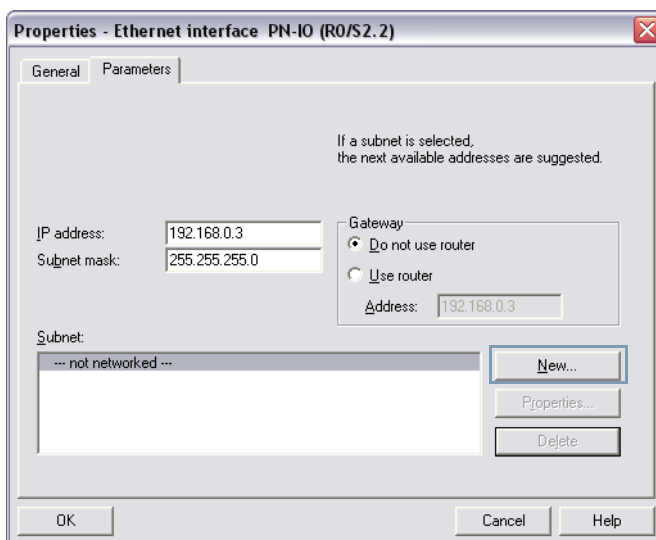 Properties - Ethernet interface PN-IO (R0/S2.2)
General Parameters
If a subnet is selected,
the next available addresses are suggested.
IP address: 192.168.0.3
Subnet mask: 255.255.255.0
Gateway
Do not use router
Use router
Address: 192.168.0.3
Subnet:
--- not networked ---
New...
Properties...
Delete
OK Cancel Help